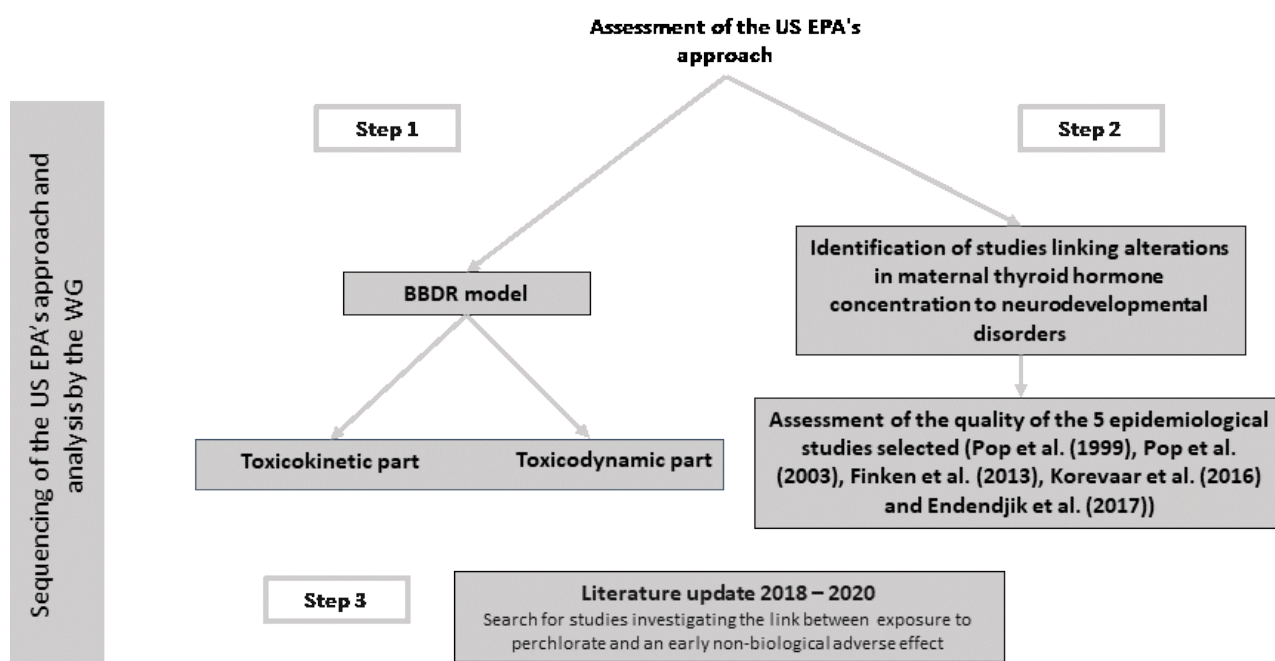 Assessment of the US EPA's
approach
Sequencing of the US EPA's approach and
analysis by the WG
Step 1
Step 2
BBDR model
Identification of studies linking alterations
in maternal thyroid hormone
concentration to neurodevelopmental
disorders
Toxicokinetic part
Toxicodynamic part
Assessment of the quality of the 5 epidemiological
studies selected (Pop et al. (1999), Pop et al.
(2003), Finken et al. (2013), Korevaar et al. (2016)
and Endendjik et al. (2017))
Step 3
Literature update 2018 – 2020
Search for studies investigating the link between exposure to
perchlorate and an early non-biological adverse effect